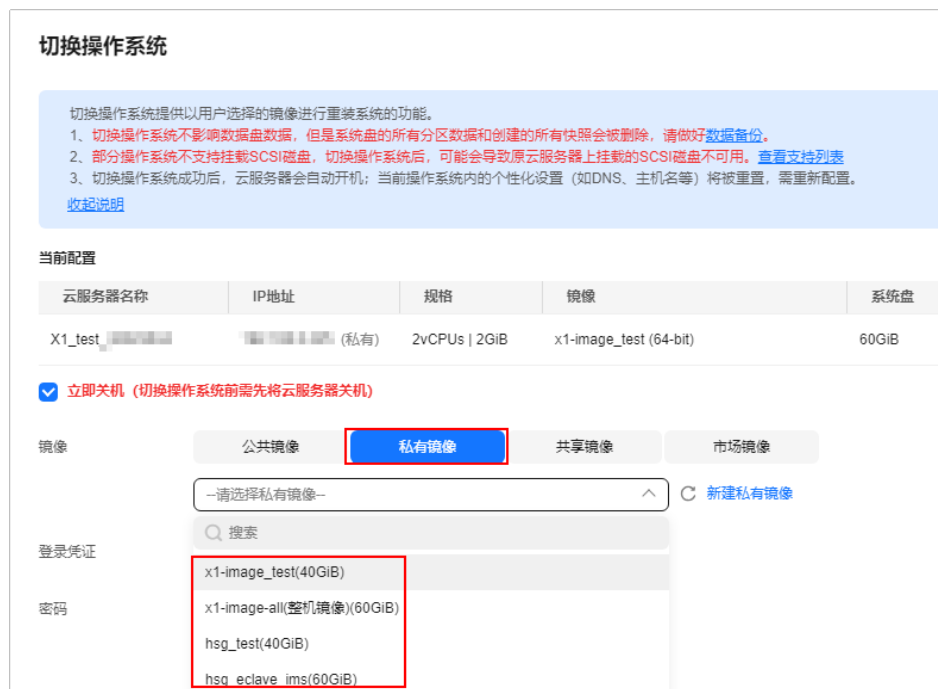 切换操作系统
切换操作系统提供以用户选择的镜像进行重装系统的功能。
1、切换操作系统不影响数据盘数据，但是系统盘的所有分区数据和创建的所有快照会被删除，请做好数据备份。
2、部分操作系统不支持挂载SCSI磁盘，切换操作系统后，可能会导致原云服务器上挂载的SCSI磁盘不可用。查看支持列表
3、切换操作系统成功后，云服务器会自动开机；当前操作系统内的个性化设置（如DNS、主机名等）将被重置，需重新配置。
收起说明
当前配置
云服务器名称 IP地址 规格 镜像 系统盘
X1_test_ (私有) 2vCPUs | 2GiB x1-image_test (64-bit) 60GiB
立即关机（切换操作系统前需先将云服务器关机）
镜像 公共镜像 私有镜像 共享镜像 市场镜像
--请选择私有镜像-- 新建私有镜像
搜索
登录凭证
x1-image_test(40GiB)
密码 x1-image-all(整机镜像)(60GiB)
hsg_test(40GiB)
hsg_eclave_ims(60GiB)